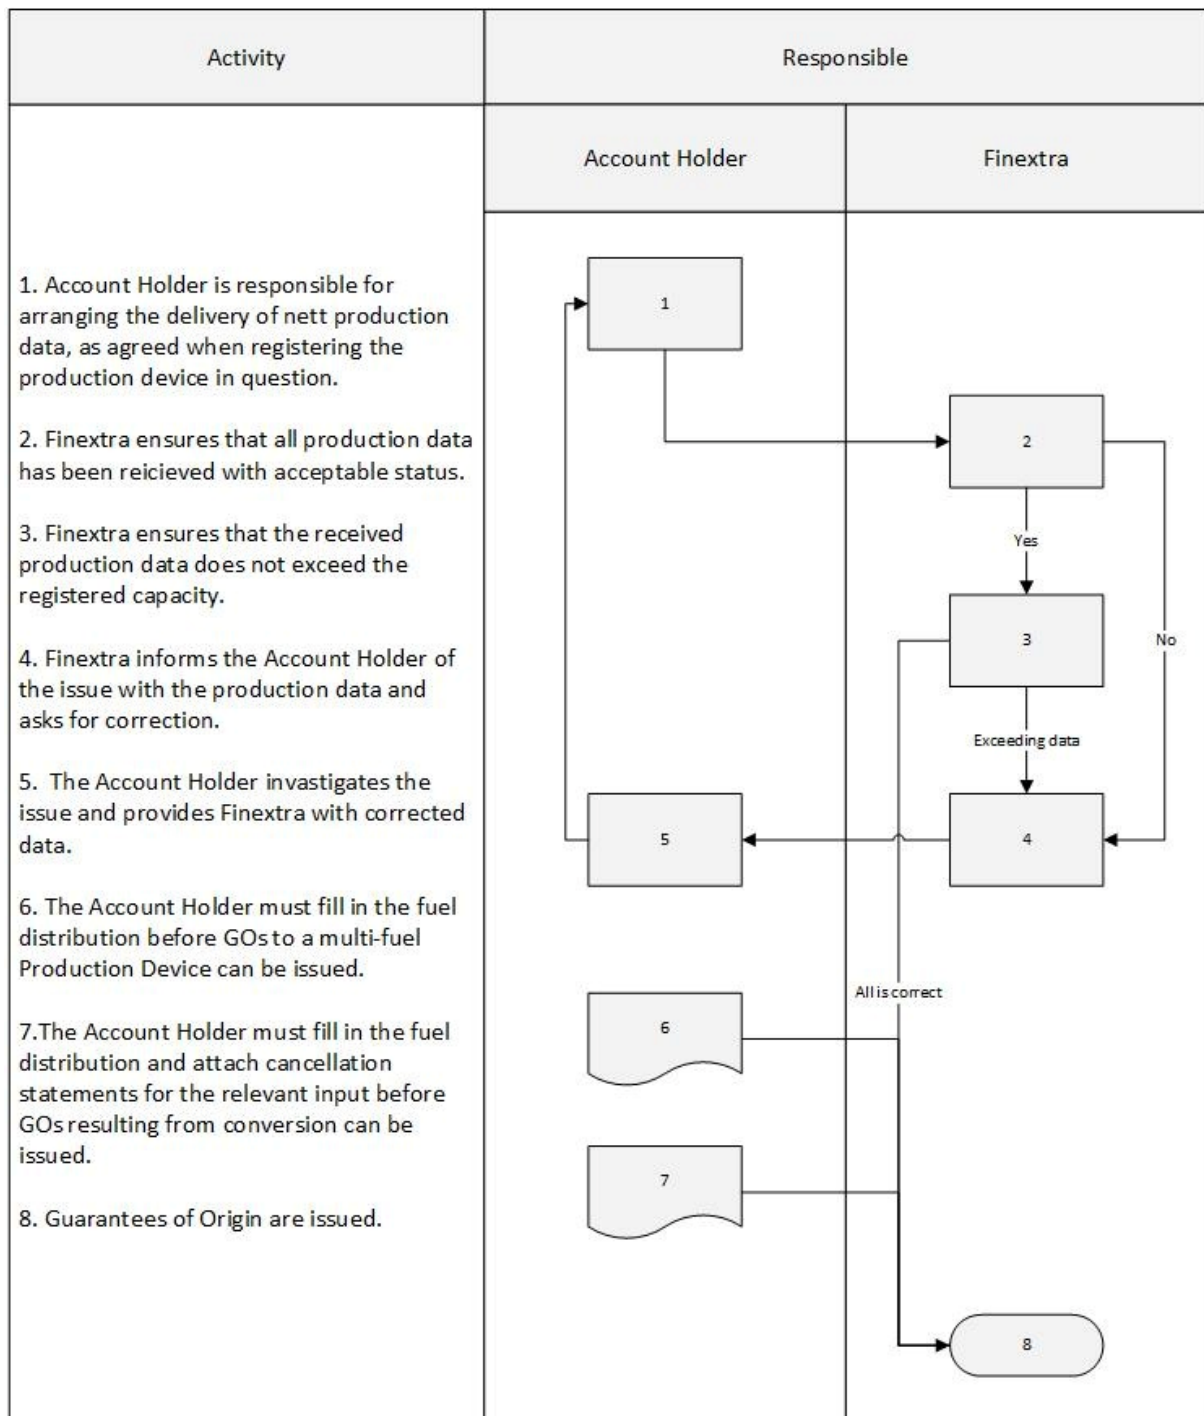 Activity
Responsible
Account Holder
Finextra
1. Account Holder is responsible for
arranging the delivery of nett production
data, as agreed when registering the
production device in question.
2. Finextra ensures that all production data
has been reicieved with acceptable status.
3. Finextra ensures that the received
production data does not exceed the
registered capacity.
4. Finextra informs the Account Holder of
the issue with the production data and
asks for correction.
5. The Account Holder invastigates the
issue and provides Finextra with corrected
data.
6. The Account Holder must fill in the fuel
distribution before GOs to a multi-fuel
Production Device can be issued.
7.The Account Holder must fill in the fuel
distribution and attach cancellation
statements for the relevant input before
GOs resulting from conversion can be
issued.
8. Guarantees of Origin are issued.
1
2
Yes
3
No
Exceeding data
5
4
All is correct
6
7
8